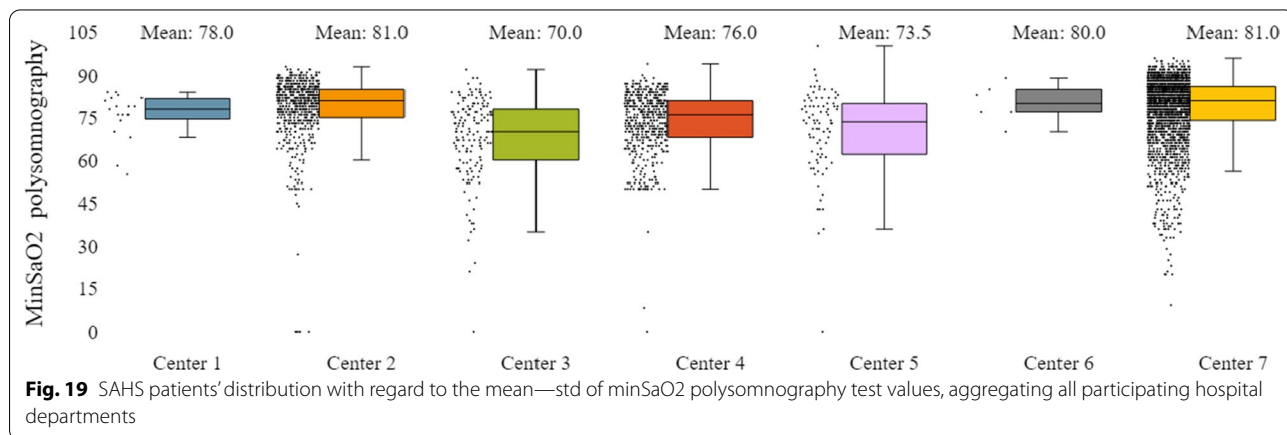 105 Mean: 78.0 Mean: 81.0 Mean: 70.0 Mean: 76.0 Mean: 73.5 Mean: 80.0 Mean: 81.0
90
75
60
45
30
15
0
MinSaO2 polysomnography
Center 1 Center 2 Center 3 Center 4 Center 5 Center 6 Center 7
Fig. 19 SAHS patients' distribution with regard to the mean—std of minSaO2 polysomnography test values, aggregating all participating hospital
departments